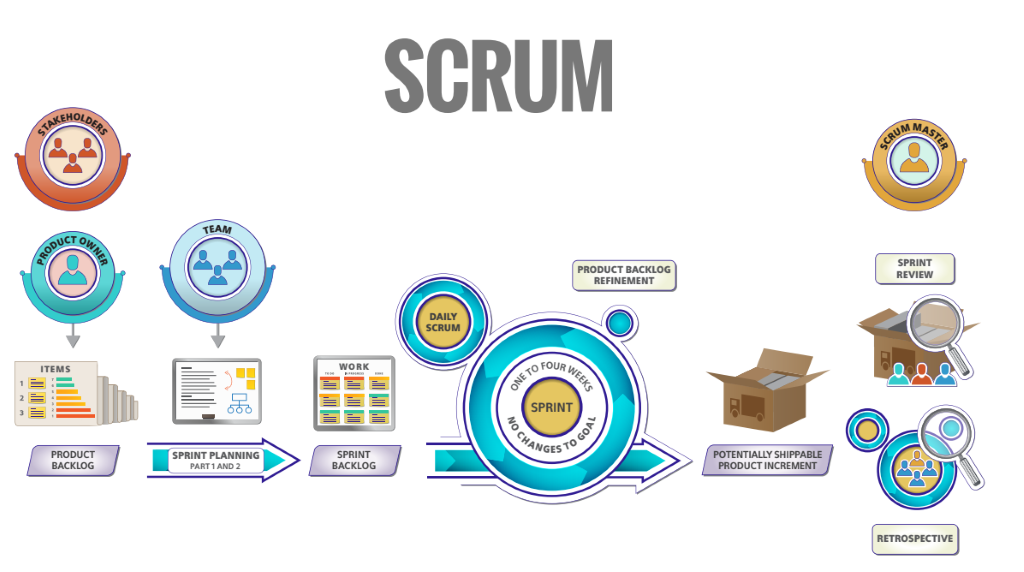 SCRUM
STAKEHOLDERS
SCRUM MASTER
PRODUCT OWNER
TEAM
SPRINT
REVIEW
PRODUCT BACKLOG
REFINEMENT
DAILY
SCRUM
ITEMS
1
2
3
WORK
ONE TO FOUR WEEKS
SPRINT
NO CHANGES TO GOAL
PRODUCT
BACKLOG
SPRINT PLANNING
PART 1 AND 2
SPRINT
BACKLOG
POTENTIALLY SHIPPABLE
PRODUCT INCREMENT
RETROSPECTIVE